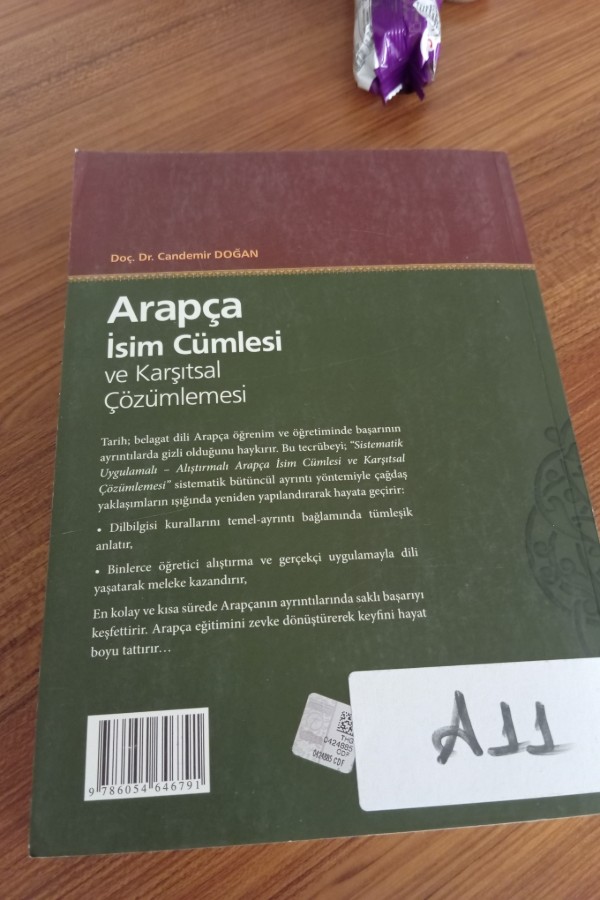 Doç. Dr. Candemir DOĞAN
Arapça
İsim Cümlesi
ve Karşıtsal
Çözümlemesi
Tarih; belagat dili Arapça öğrenim ve öğretiminde başarının
ayrıntılarda gizli olduğunu haykırır. Bu tecrübeyi; "Sistematik
Uygulamalı – Alıştırmalı Arapça İsim Cümlesi ve Karşıtsal
Çözümlemesi" sistematik bütüncül ayrıntı yöntemiyle çağdaş
yaklaşımların ışığında yeniden yapılandırarak hayata geçirir:
• Dilbilgisi kurallarını temel-ayrıntı bağlamında tümleşik
anlatır,
• Binlerce öğretici alıştırma ve gerçekçi uygulamayla dili
yaşatarak meleke kazandırır,
En kolay ve kısa sürede Arapçanın ayrıntılarında saklı başarıyı
keşfettirir. Arapça eğitimini zevke dönüştürerek keyfini hayat
boyu tattırır...
9 786054 646791
0424885
CDF
0424885 CDF
A11